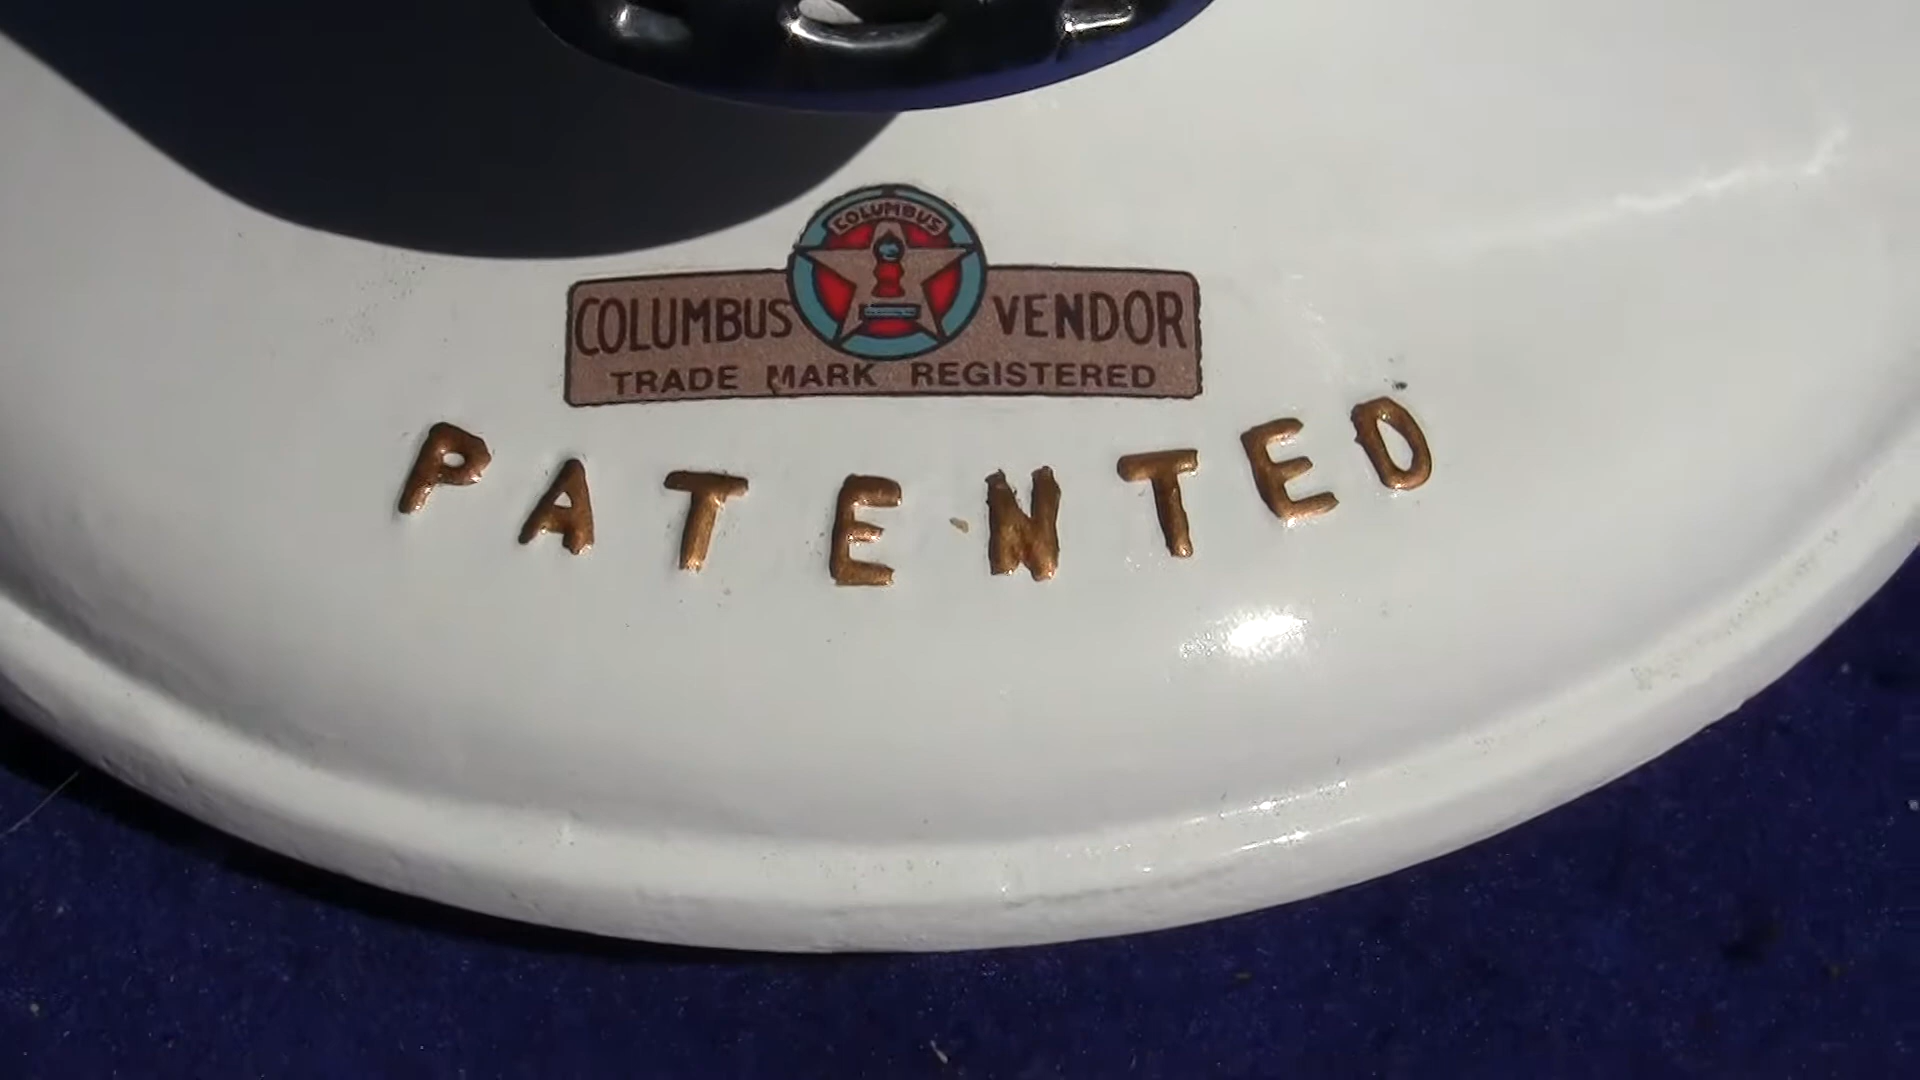 COLUMBUS
COLUMBUS VENDOR
TRADE MARK REGISTERED
PATENTED